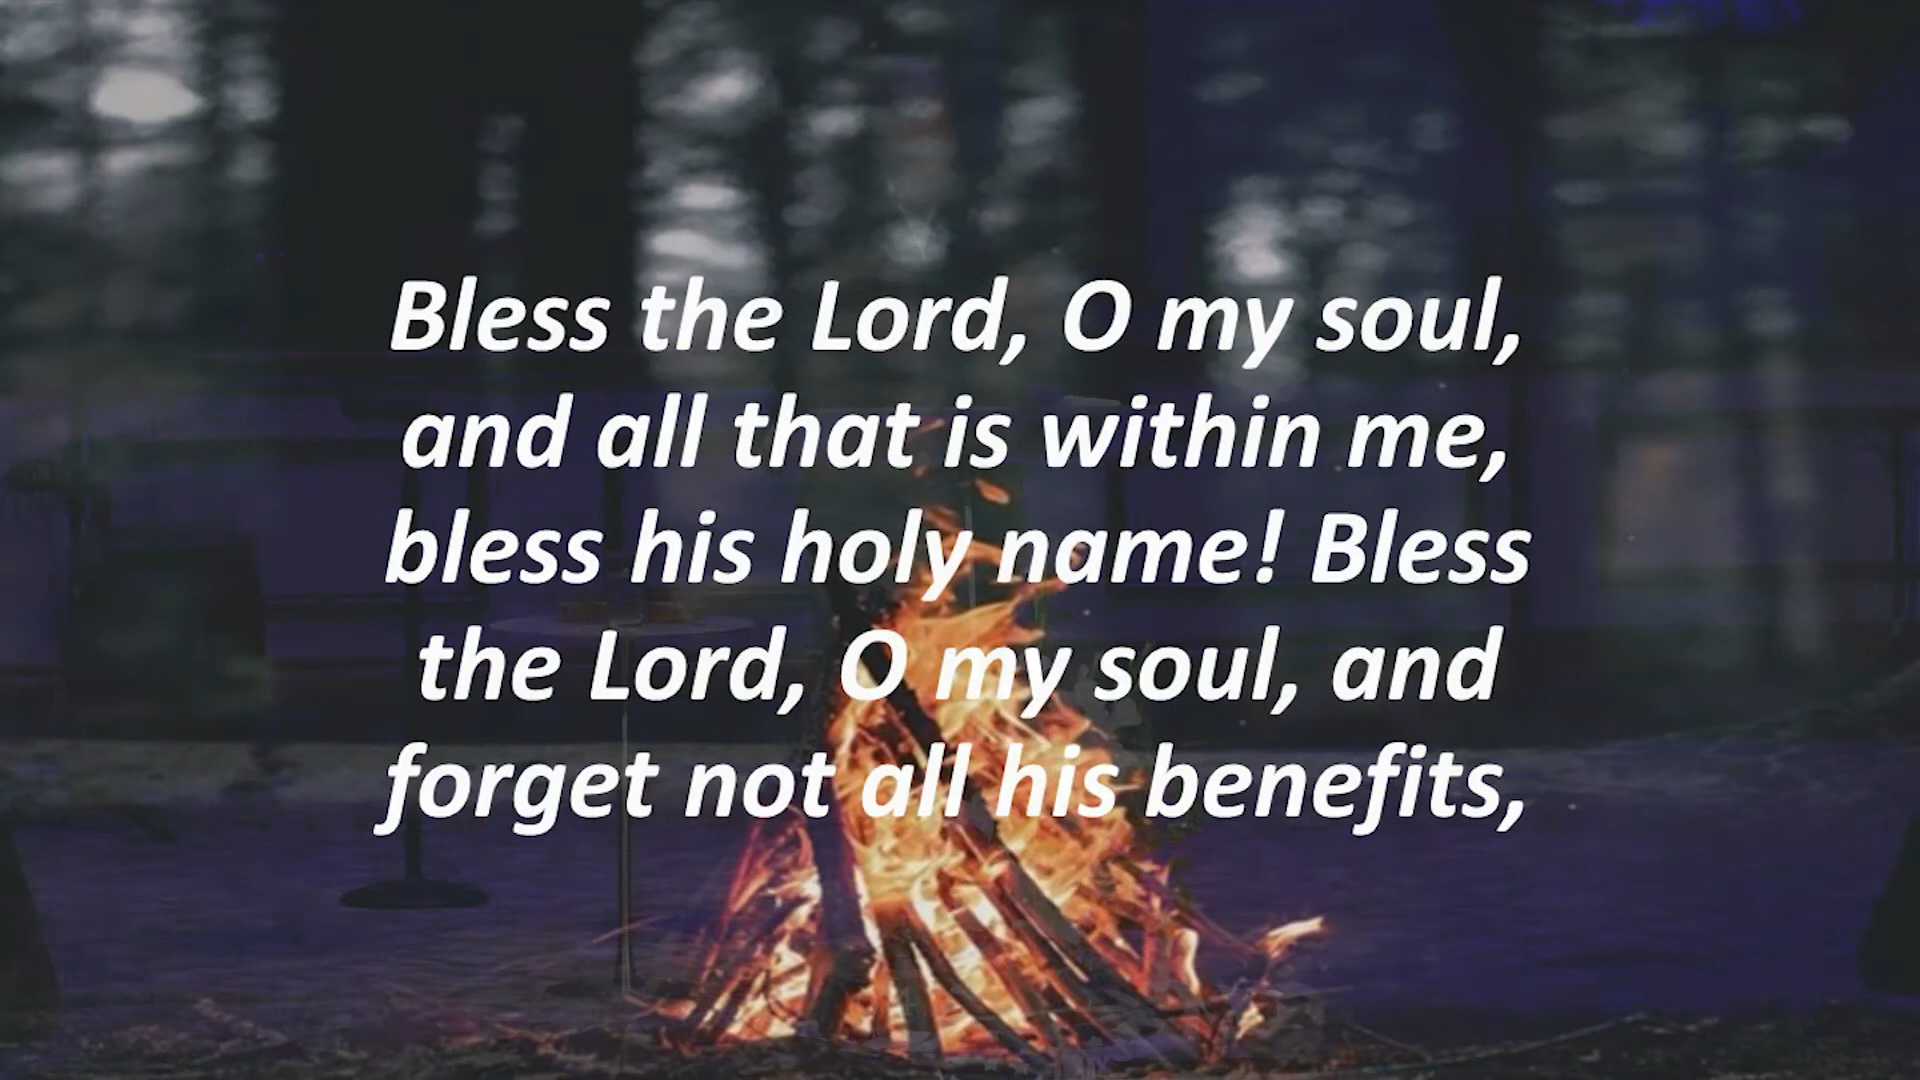 Bless the Lord, O my soul,
and all that is within me,
bless his holy name! Bless
the Lord, O my soul, and
forget not all his benefits,